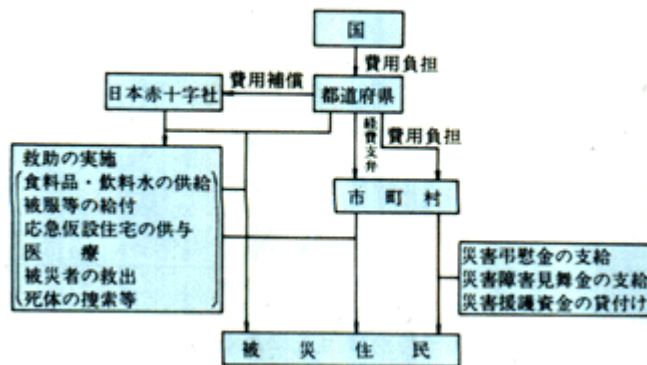 国
費用負担
費用補償
日本赤十字社
都道府県
経費支弁
費用負担
市町村
救助の実施
食料品・飲料水の供給
被服等の給付
応急仮設住宅の供与
医　療
被災者の救出
死体の捜索等
災害弔慰金の支給
災害障害見舞金の支給
災害援護資金の貸付け
被災住民